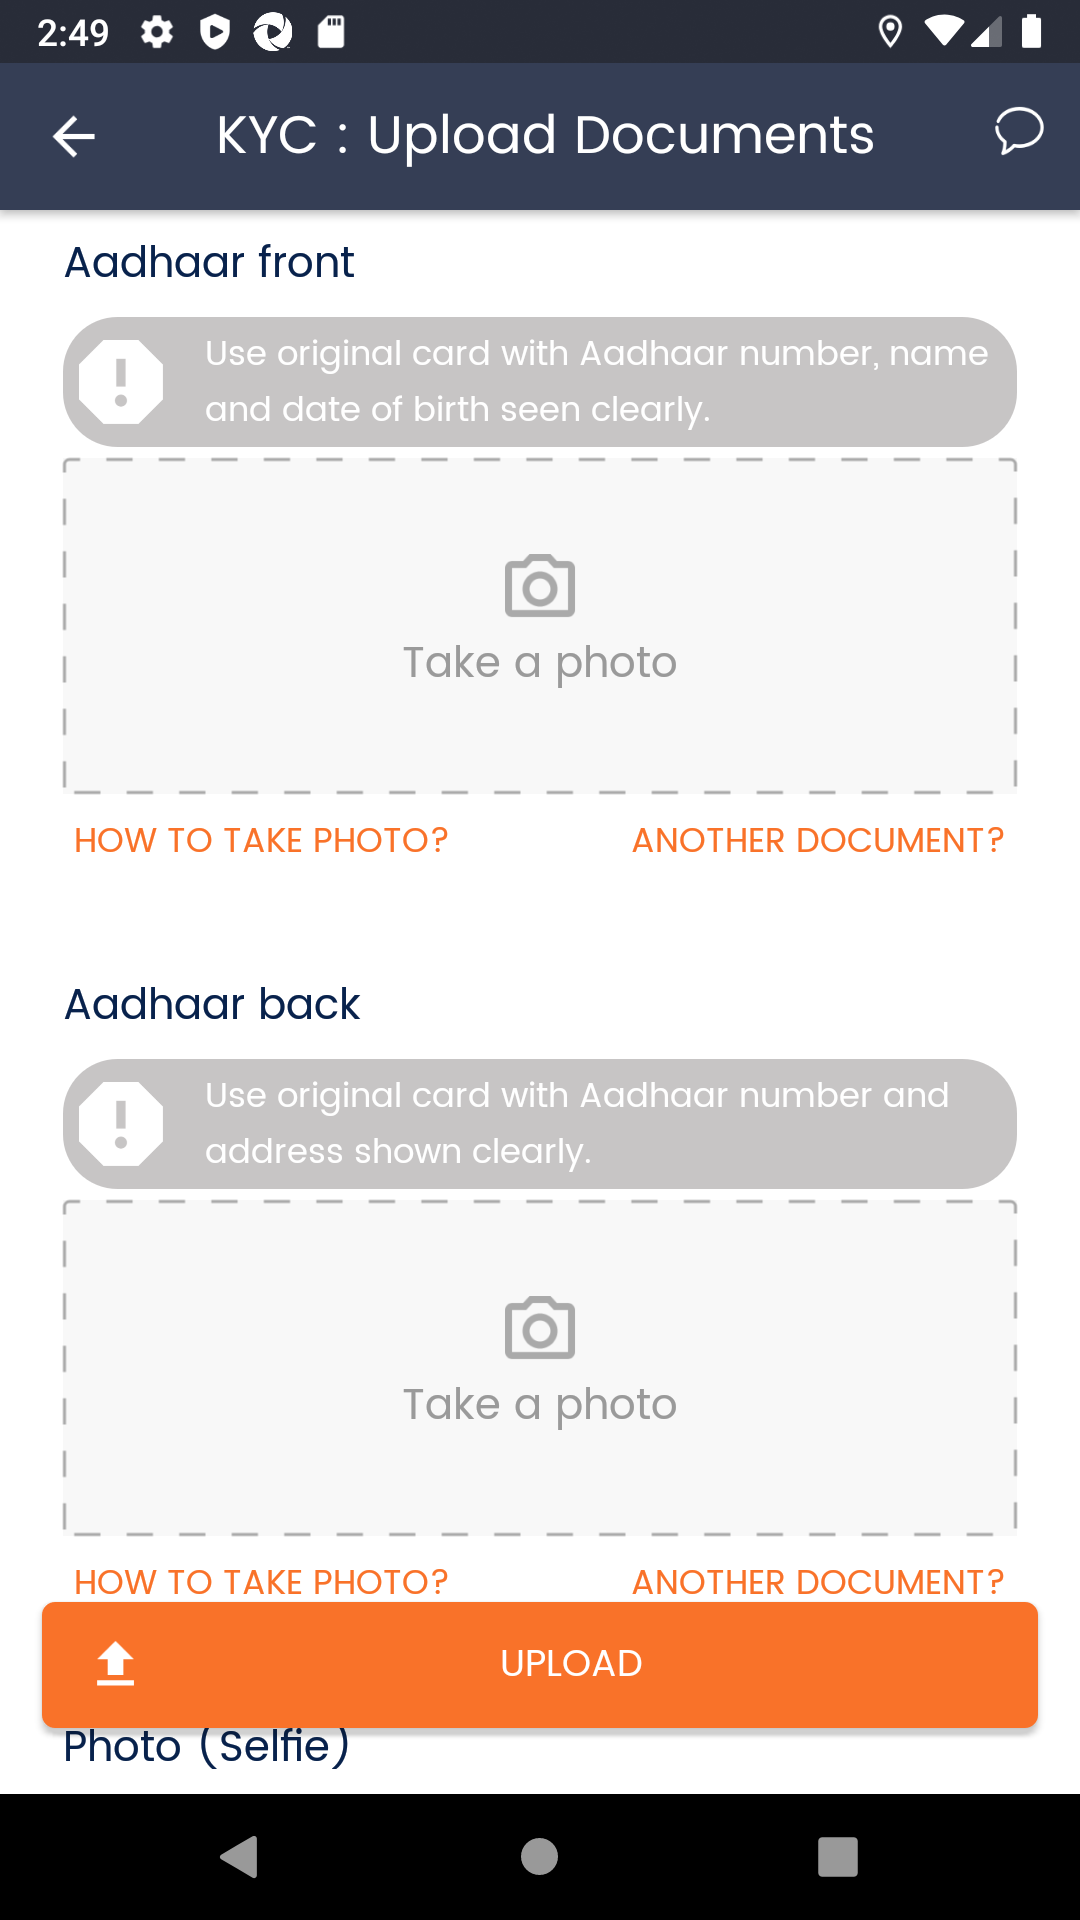 2:49
KYC : Upload Documents
Aadhaar front
Use original card with Aadhaar number, name
and date of birth seen clearly.
Take a photo
HOW TO TAKE PHOTO?
ANOTHER DOCUMENT?
Aadhaar back
Use original card with Aadhaar number and
address shown clearly.
Take a photo
HOW TO TAKE PHOTO?
ANOTHER DOCUMENT?
UPLOAD
Photo (Selfie)